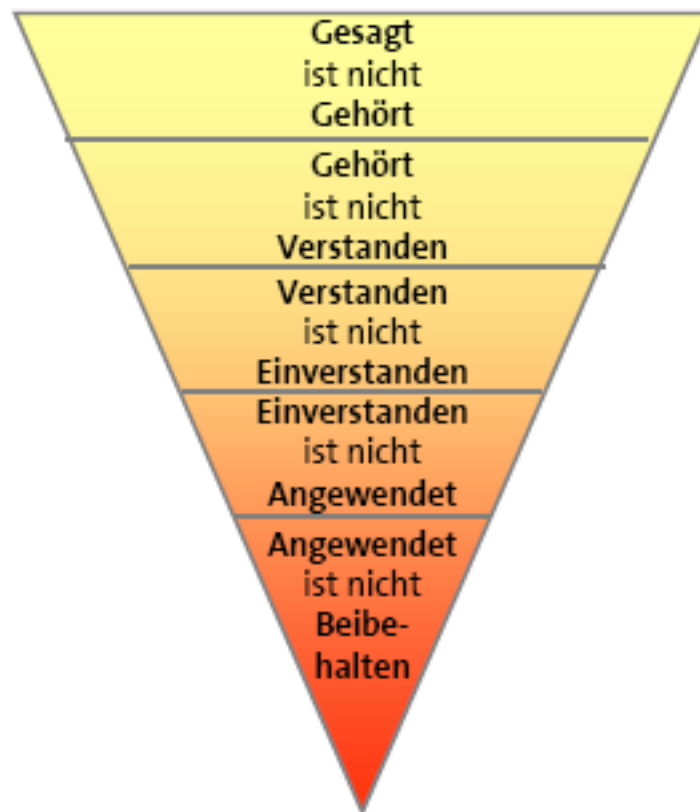 Gesagt
ist nicht
Gehört
Gehört
ist nicht
Verstanden
Verstanden
ist nicht
Einverstanden
Einverstanden
ist nicht
Angewendet
Angewendet
ist nicht
Beibe-
halten